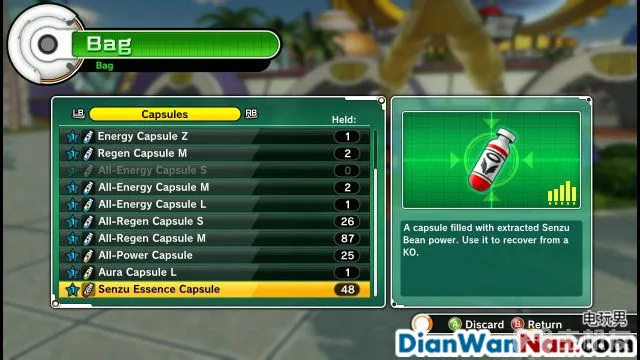 Bag
Bag
LB Capsules RB
Held:
Energy Capsule Z 1
Regen Capsule M 2
All-Energy Capsule S 0
All-Energy Capsule M 2
All-Energy Capsule L 1
All-Regen Capsule S 26
All-Regen Capsule M 87
All-Power Capsule 25
Aura Capsule L 1
Senzu Essence Capsule 48
A capsule filled with extracted Senzu
Bean power. Use it to recover from a
KO.
A Discard B Return
电玩男
DianWanNan.com